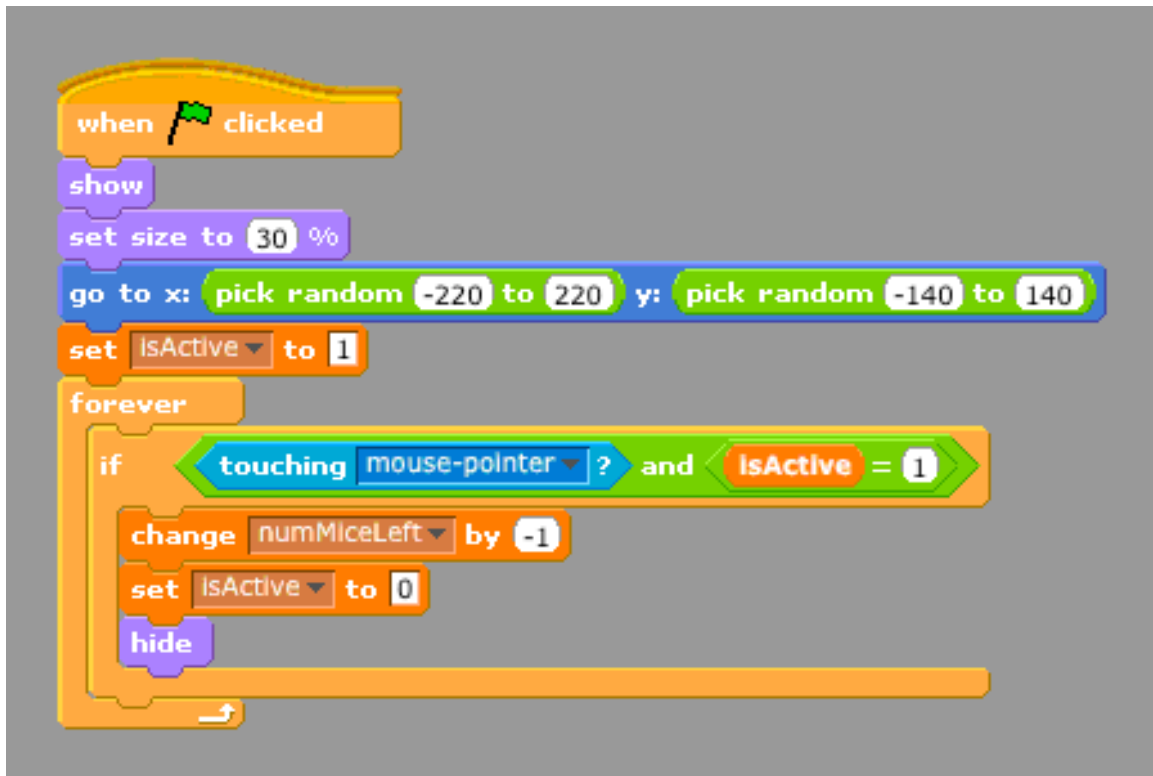 when clicked
show
set size to 30 %
go to x: pick random -220 to 220 y: pick random -140 to 140
set isActive to 1
forever
if touching mouse-pointer ? and isActive = 1
change numMiceLeft by -1
set isActive to 0
hide